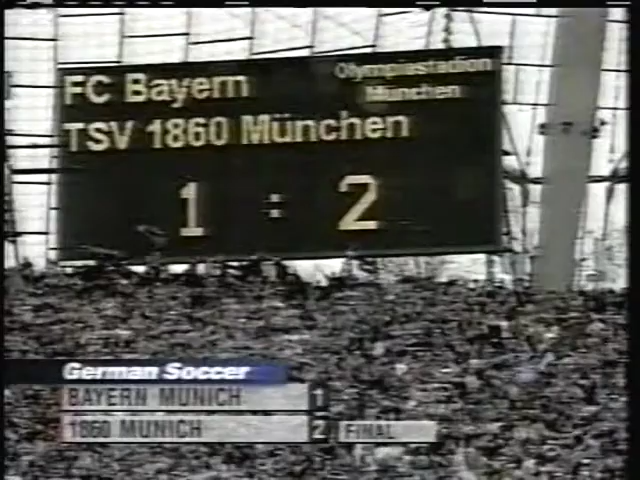 FC Bayern
Olympiastadion
München
TSV 1860 München
1 : 2
German Soccer
BAYERN MUNICH 1
1860 MUNICH 2 FINAL